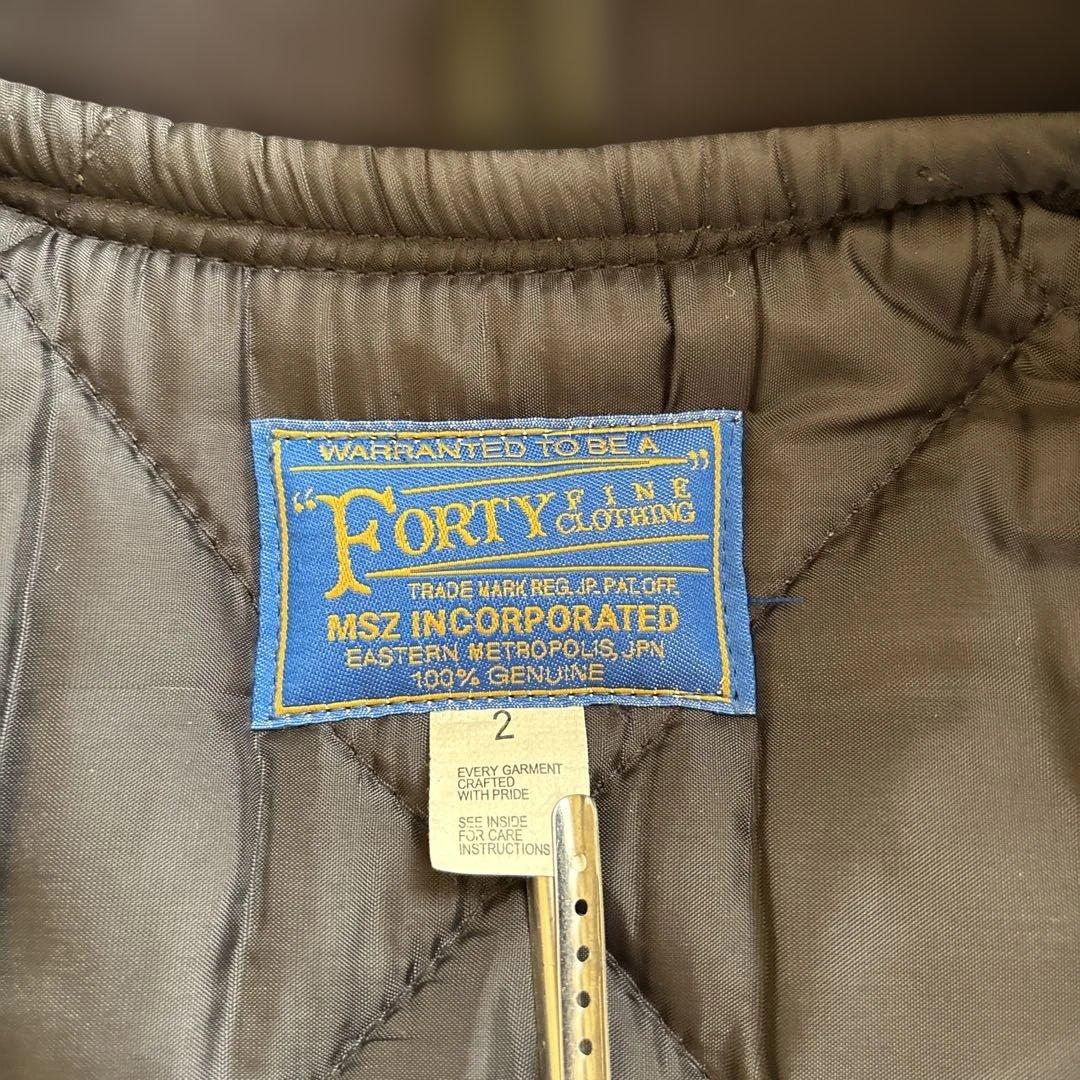 WARRANTED TO BE A
"FORTY FINE CLOTHING"
TRADE MARK REG. JP. PAT. OFF.
MSZ INCORPORATED
EASTERN METROPOLIS, JPN
100% GENUINE
2
EVERY GARMENT
CRAFTED
WITH PRIDE
SEE INSIDE
FOR CARE
INSTRUCTIONS